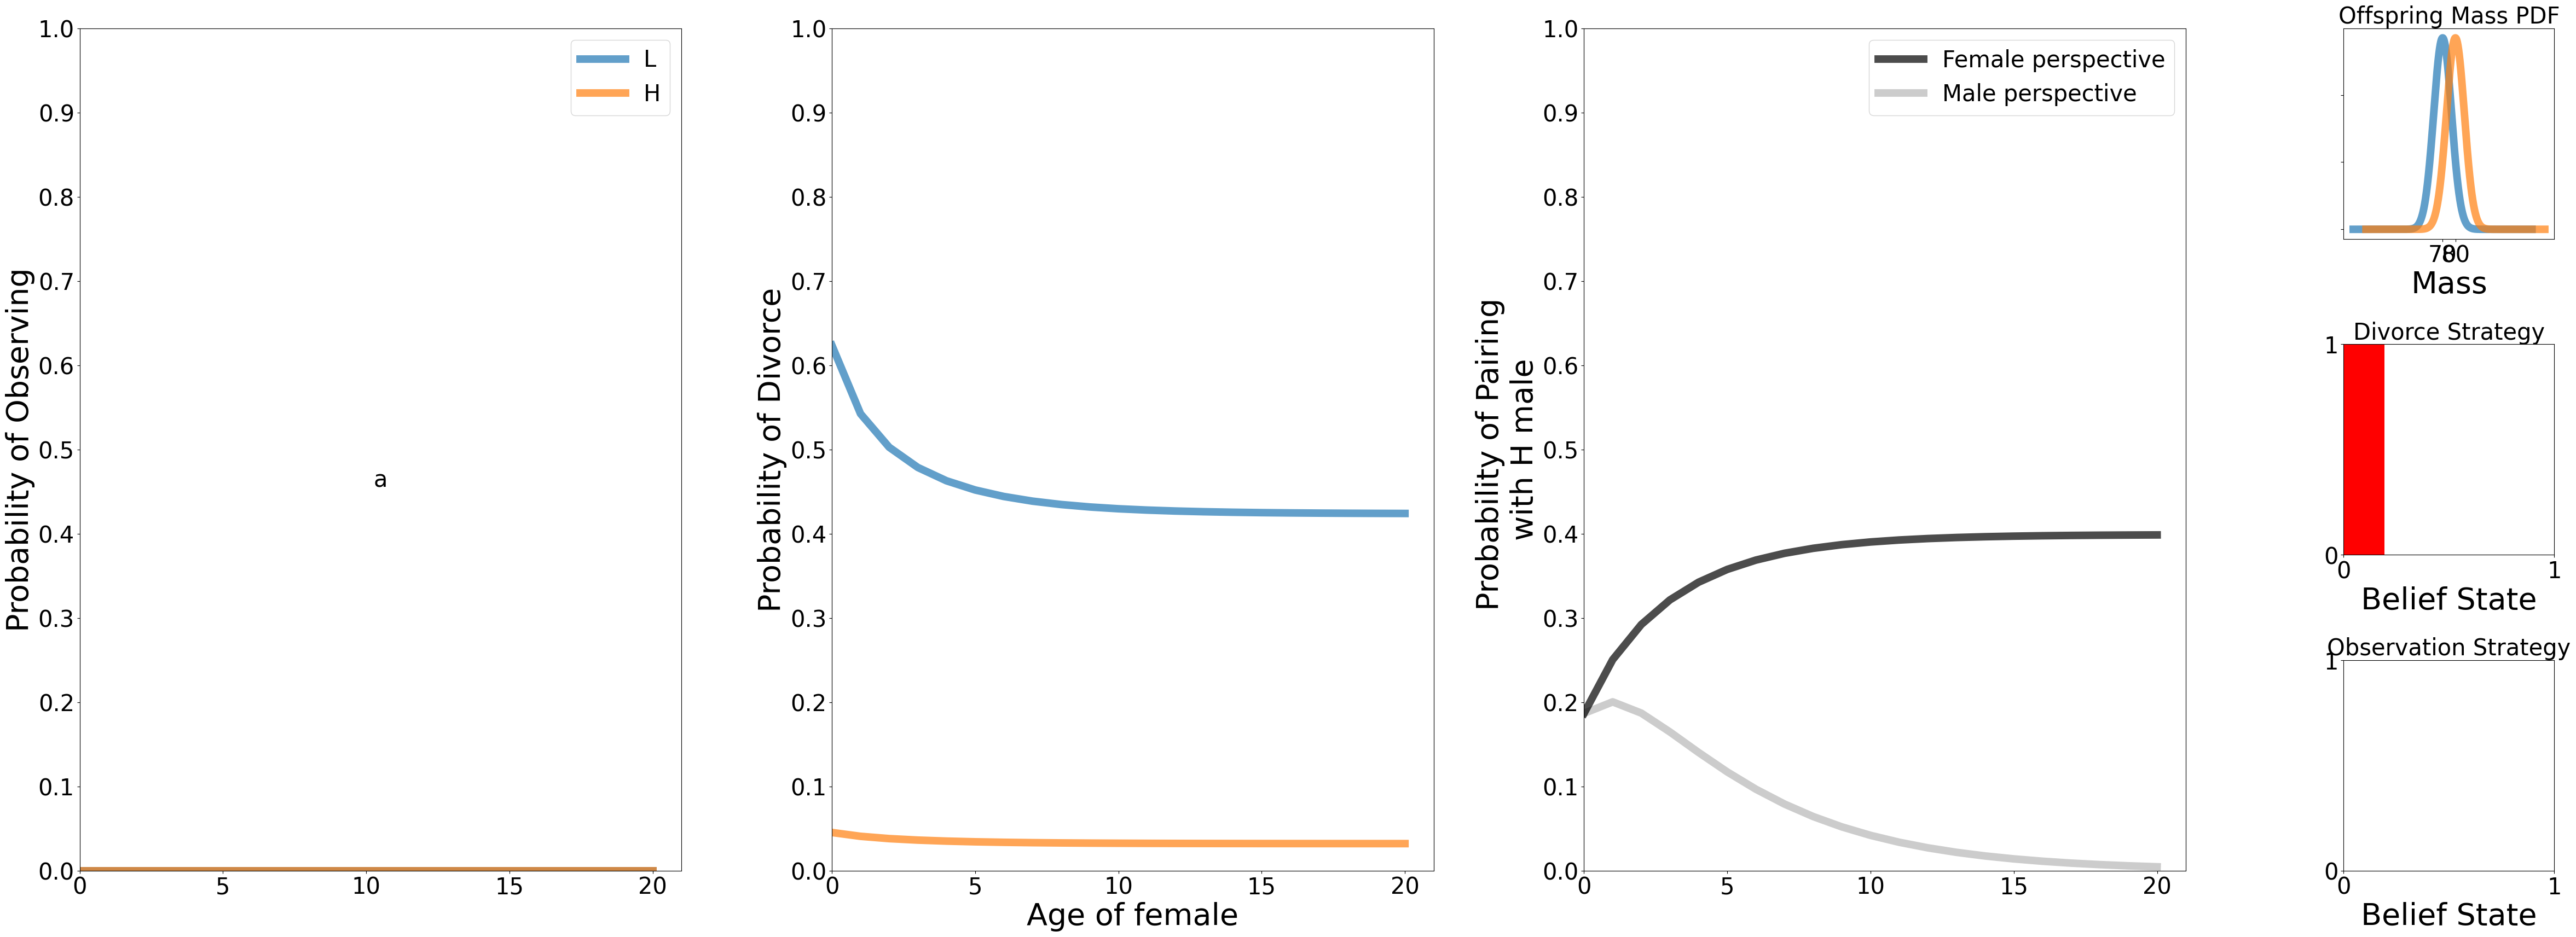 Probability of Observing
1.0
0.9
0.8
0.7
0.6
0.5
0.4
0.3
0.2
0.1
0.0
0 5 10 15 20
L
H
a
Probability of Divorce
1.0
0.9
0.8
0.7
0.6
0.5
0.4
0.3
0.2
0.1
0.0
0 5 10 15 20
Age of female
Probability of Pairing
with H male
1.0
0.9
0.8
0.7
0.6
0.5
0.4
0.3
0.2
0.1
0.0
0 5 10 15 20
Female perspective
Male perspective
Offspring Mass PDF
Mass
Divorce Strategy
1
0
0 1
Belief State
Observation Strategy
1
0
0 1
Belief State